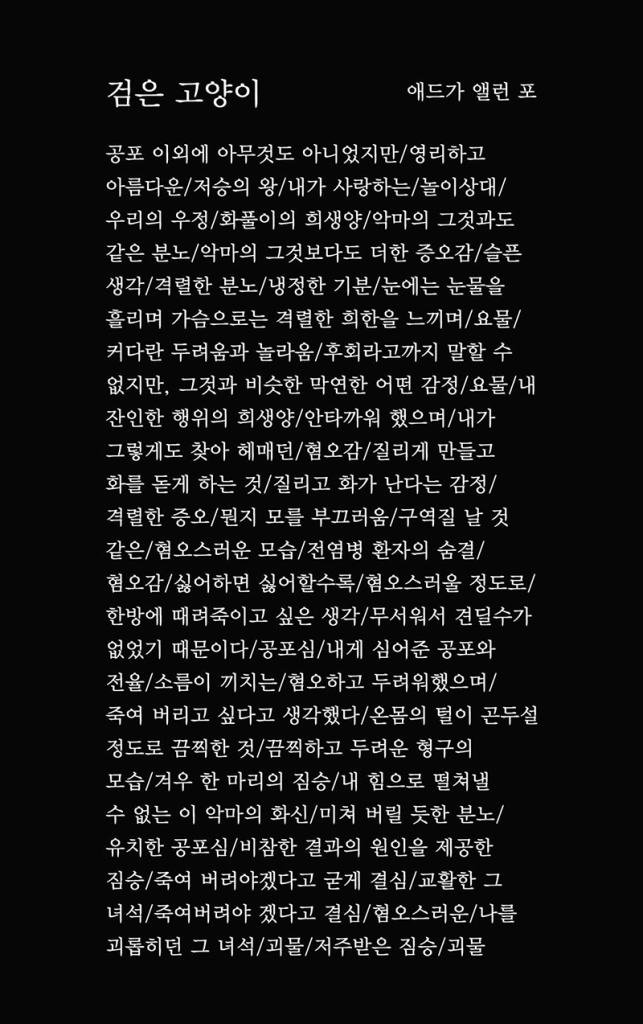 검은 고양이 애드가 앨런 포
공포 이외에 아무것도 아니었지만/영리하고
아름다운/저승의 왕/내가 사랑하는/놀이상대/
우리의 우정/화풀이의 희생양/악마의 그것과도
같은 분노/악마의 그것보다도 더한 증오감/슬픈
생각/격렬한 분노/냉정한 기분/눈에는 눈물을
흘리며 가슴으로는 격렬한 희한을 느끼며/요물/
커다란 두려움과 놀라움/후회라고까지 말할 수
없지만, 그것과 비슷한 막연한 어떤 감정/요물/내
잔인한 행위의 희생양/안타까워 했으며/내가
그렇게도 찾아 헤매던/혐오감/질리게 만들고
화를 돋게 하는 것/질리고 화가 난다는 감정/
격렬한 증오/뭔지 모를 부끄러움/구역질 날 것
같은/혐오스러운 모습/전염병 환자의 숨결/
혐오감/싫어하면 싫어할수록/혐오스러울 정도로/
한방에 때려죽이고 싶은 생각/무서워서 견딜수가
없었기 때문이다/공포심/내게 심어준 공포와
전율/소름이 끼치는/혐오하고 두려워했으며/
죽여 버리고 싶다고 생각했다/온몸의 털이 곤두설
정도로 끔찍한 것/끔찍하고 두려운 형구의
모습/겨우 한 마리의 짐승/내 힘으로 떨쳐낼
수 없는 이 악마의 화신/미쳐 버릴 듯한 분노/
유치한 공포심/비참한 결과의 원인을 제공한
짐승/죽여 버려야겠다고 굳게 결심/교활한 그
녀석/죽여버려야 겠다고 결심/혐오스러운/나를
괴롭히던 그 녀석/괴물/저주받은 짐승/괴물